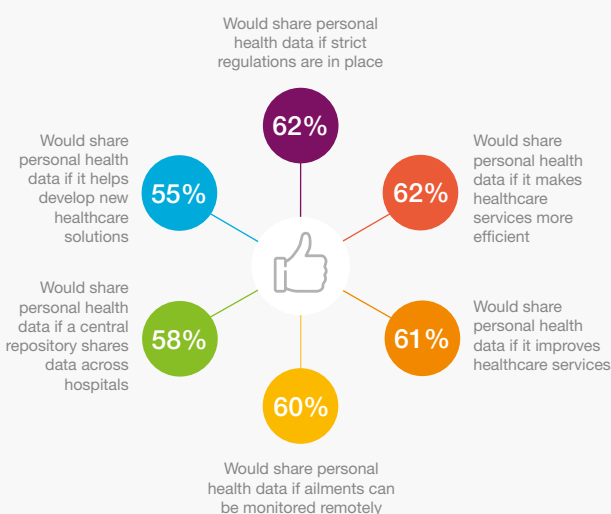 Would share personal
health data if strict
regulations are in place
62%
Would share
personal health
data if it makes
healthcare
services more
efficient
62%
Would share
personal health
data if it improves
healthcare services
61%
Would share personal
health data if ailments can
be monitored remotely
60%
Would share
personal health
data if a central
repository shares
data across
hospitals
58%
Would share
personal health
data if it helps
develop new
healthcare
solutions
55%